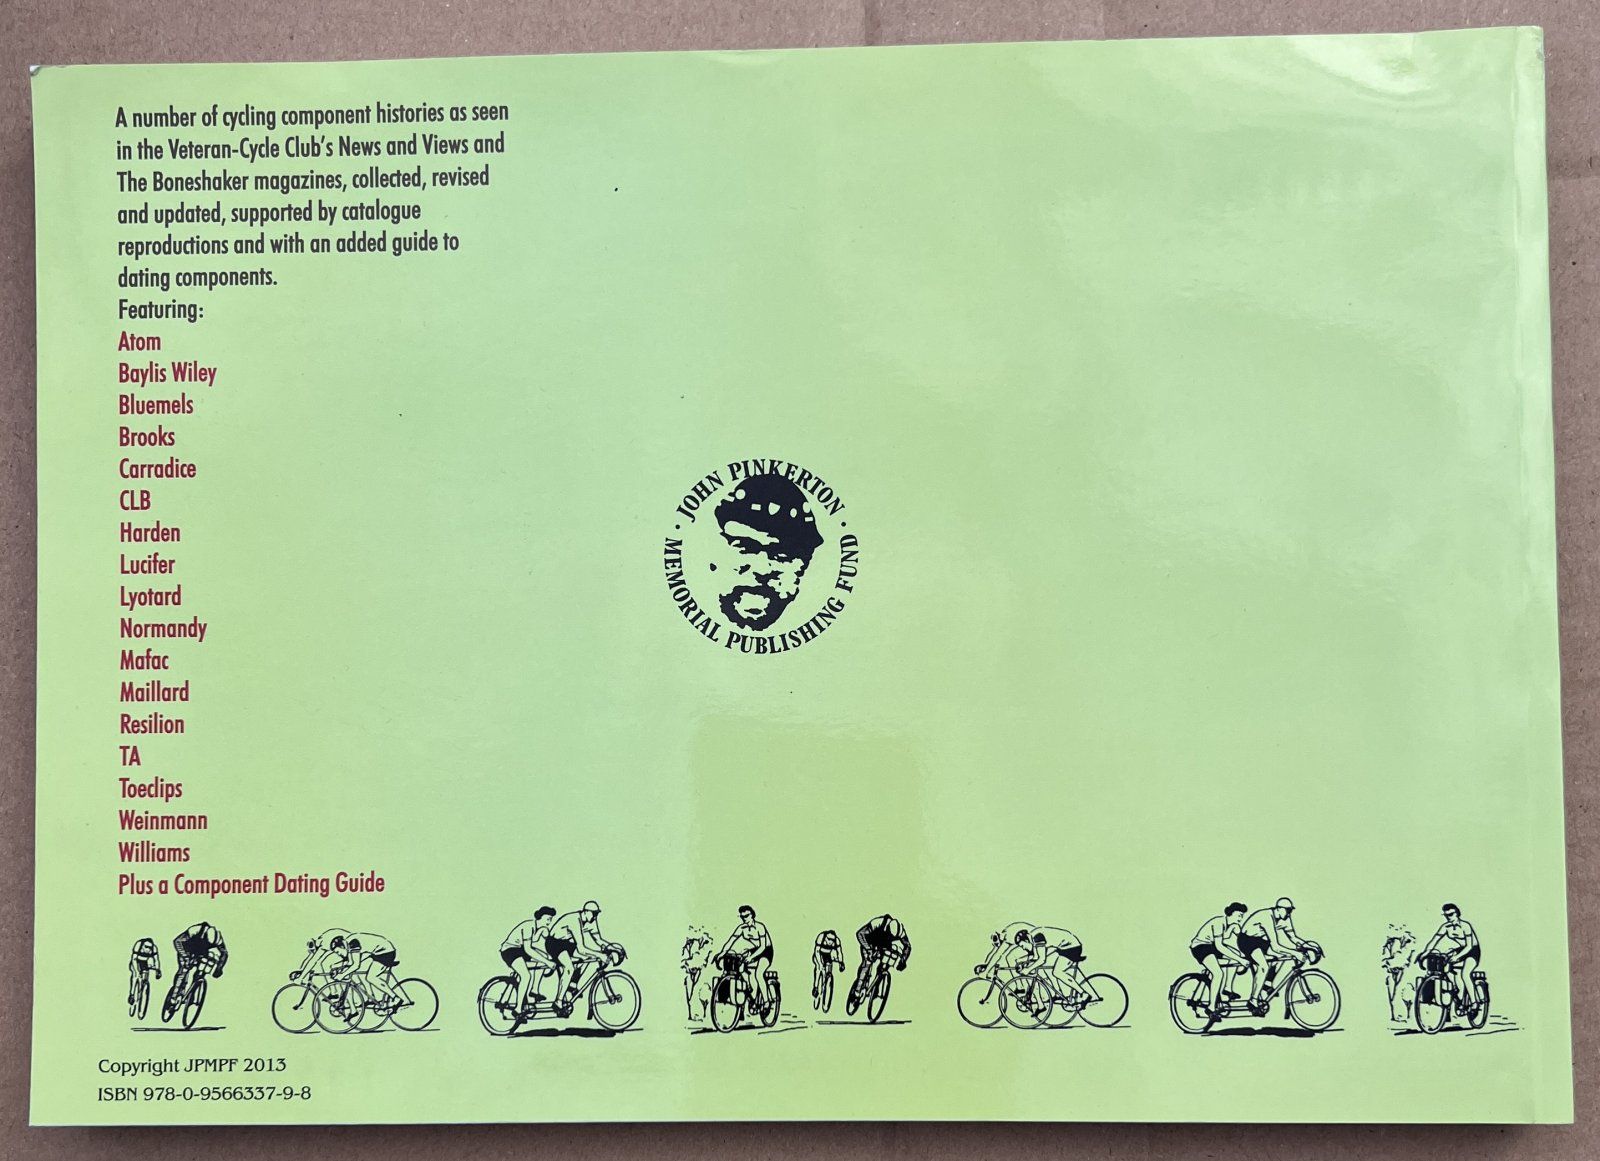 A number of cycling component histories as seen
in the Veteran-Cycle Club's News and Views and
The Boneshaker magazines, collected, revised
and updated, supported by catalogue
reproductions and with an added guide to
dating components.
Featuring:
Atom
Baylis Wiley
Bluemels
Brooks
Carradice
CLB
Harden
Lucifer
Lyotard
Normandy
Mafac
Maillard
Resilion
TA
Toeclips
Weinmann
Williams
Plus a Component Dating Guide
· JOHN PINKERTON ·
MEMORIAL PUBLISHING FUND
Copyright JPMPF 2013
ISBN 978-0-9566337-9-8